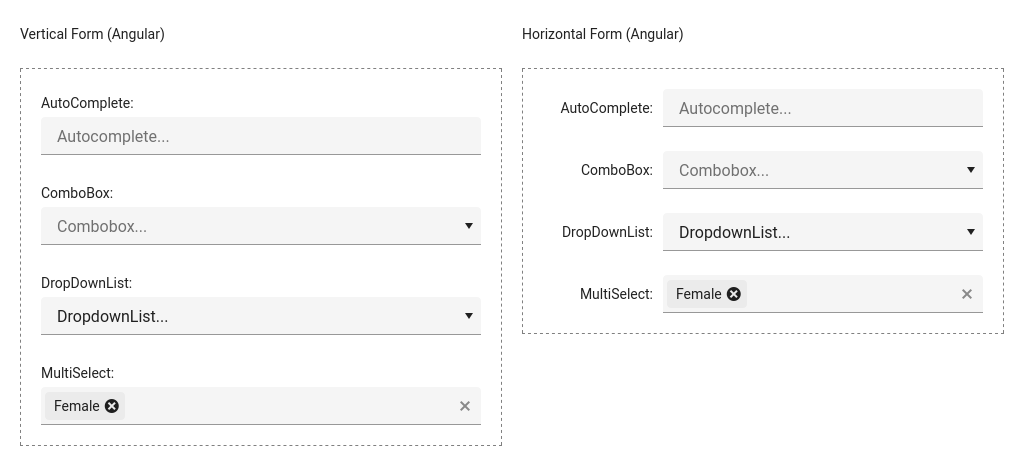 Vertical Form (Angular)
AutoComplete:
Autocomplete...
ComboBox:
Combobox...
DropDownList:
DropdownList...
MultiSelect:
Female
Horizontal Form (Angular)
AutoComplete: Autocomplete...
ComboBox: Combobox...
DropDownList: DropdownList...
MultiSelect: Female